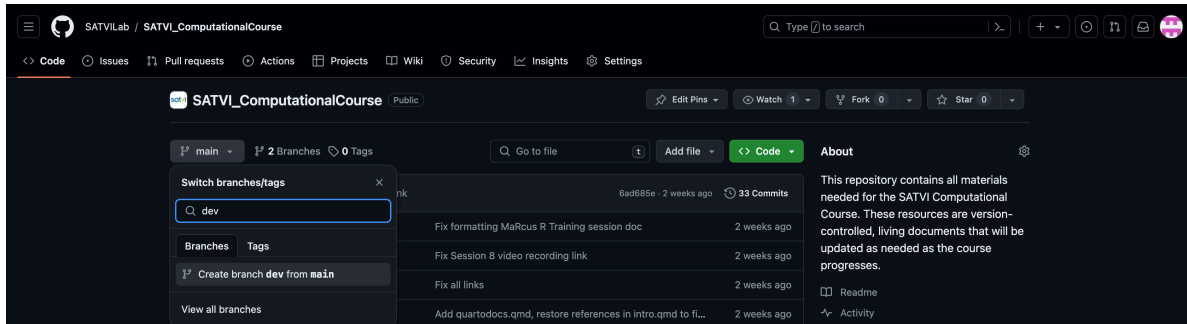 SATVILab / SATVI_ComputationalCourse
Type / to search
Code Issues Pull requests Actions Projects Wiki Security Insights Settings
satvi SATVI_ComputationalCourse Public
Edit Pins Watch 1 Fork 0 Star 0
main 2 Branches 0 Tags
Go to file t Add file <> Code
Switch branches/tags
dev
Branches Tags
Create branch dev from main
View all branches
nk 6ad685e · 2 weeks ago 33 Commits
Fix formatting MaRcus R Training session doc 2 weeks ago
Fix Session 8 video recording link 2 weeks ago
Fix all links 2 weeks ago
Add quartodocs.qmd, restore references in intro.qmd to fi... 2 weeks ago
About
This repository contains all materials
needed for the SATVI Computational
Course. These resources are version-
controlled, living documents that will be
updated as needed as the course
progresses.
Readme
Activity